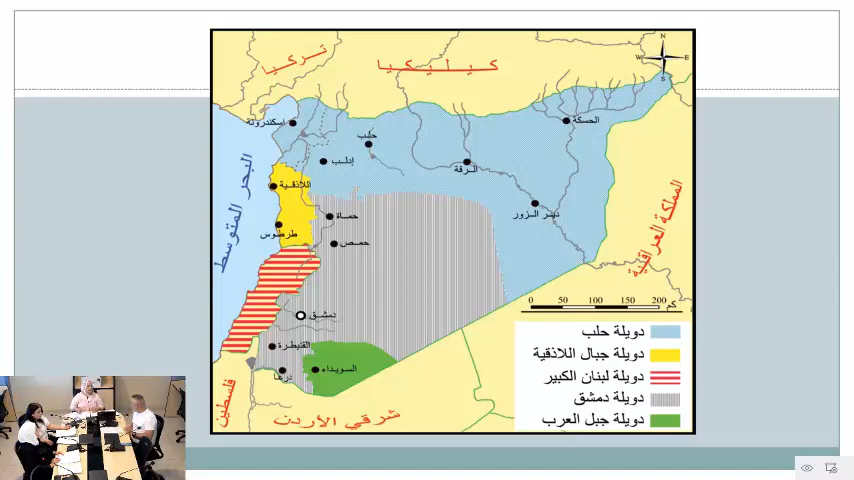 تركيا
كيليكيا
N
W E
S
اسكندرونة
حلب
الحسكة
إدلب
الرقة
اللاذقية
دير الزور
حماة
طرطوس
حمص
البحر المتوسط
المملكة العراقية
دمشق
القنيطرة
السويداء
درعا
فلسطين
شرقي الأردن
0 50 100 150 200 كم
دويلة حلب
دويلة جبال اللاذقية
دويلة لبنان الكبير
دويلة دمشق
دويلة جبل العرب